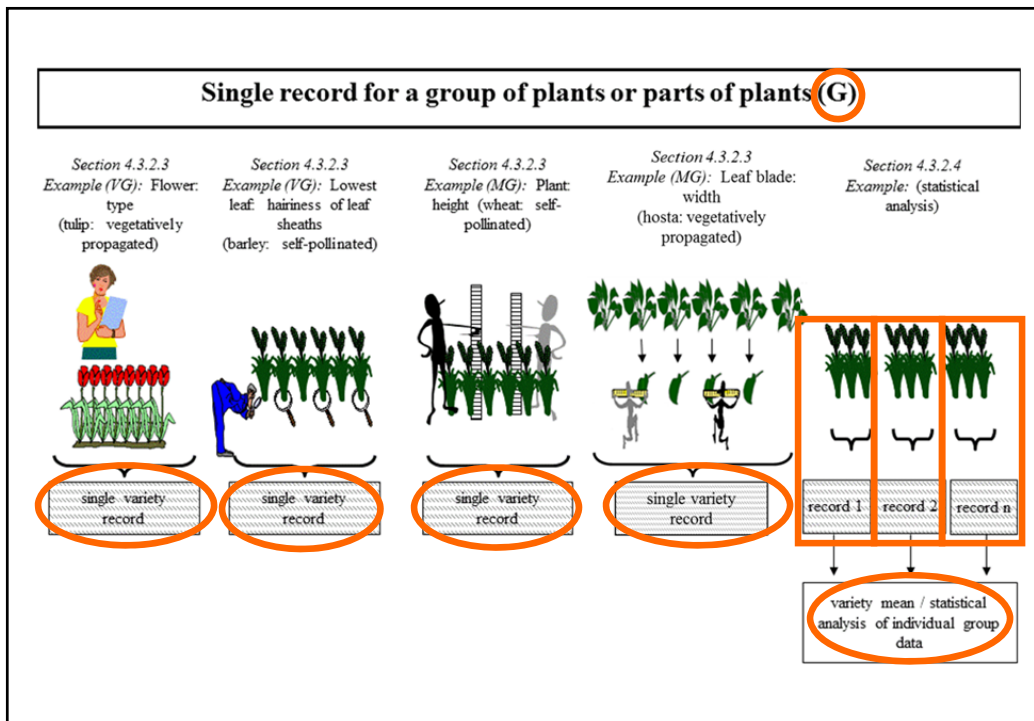 Single record for a group of plants or parts of plants (G)
Section 4.3.2.3
Example (VG): Flower:
type
(tulip: vegetatively
propagated)
Section 4.3.2.3
Example (VG): Lowest
leaf: hairiness of leaf
sheaths
(barley: self-pollinated)
Section 4.3.2.3
Example (MG): Plant:
height (wheat: self-
pollinated)
Section 4.3.2.3
Example (MG): Leaf blade:
width
(hosta: vegetatively
propagated)
Section 4.3.2.4
Example: (statistical
analysis)
single variety
record
single variety
record
single variety
record
single variety
record
record 1
record 2
record n
variety mean / statistical
analysis of individual group
data